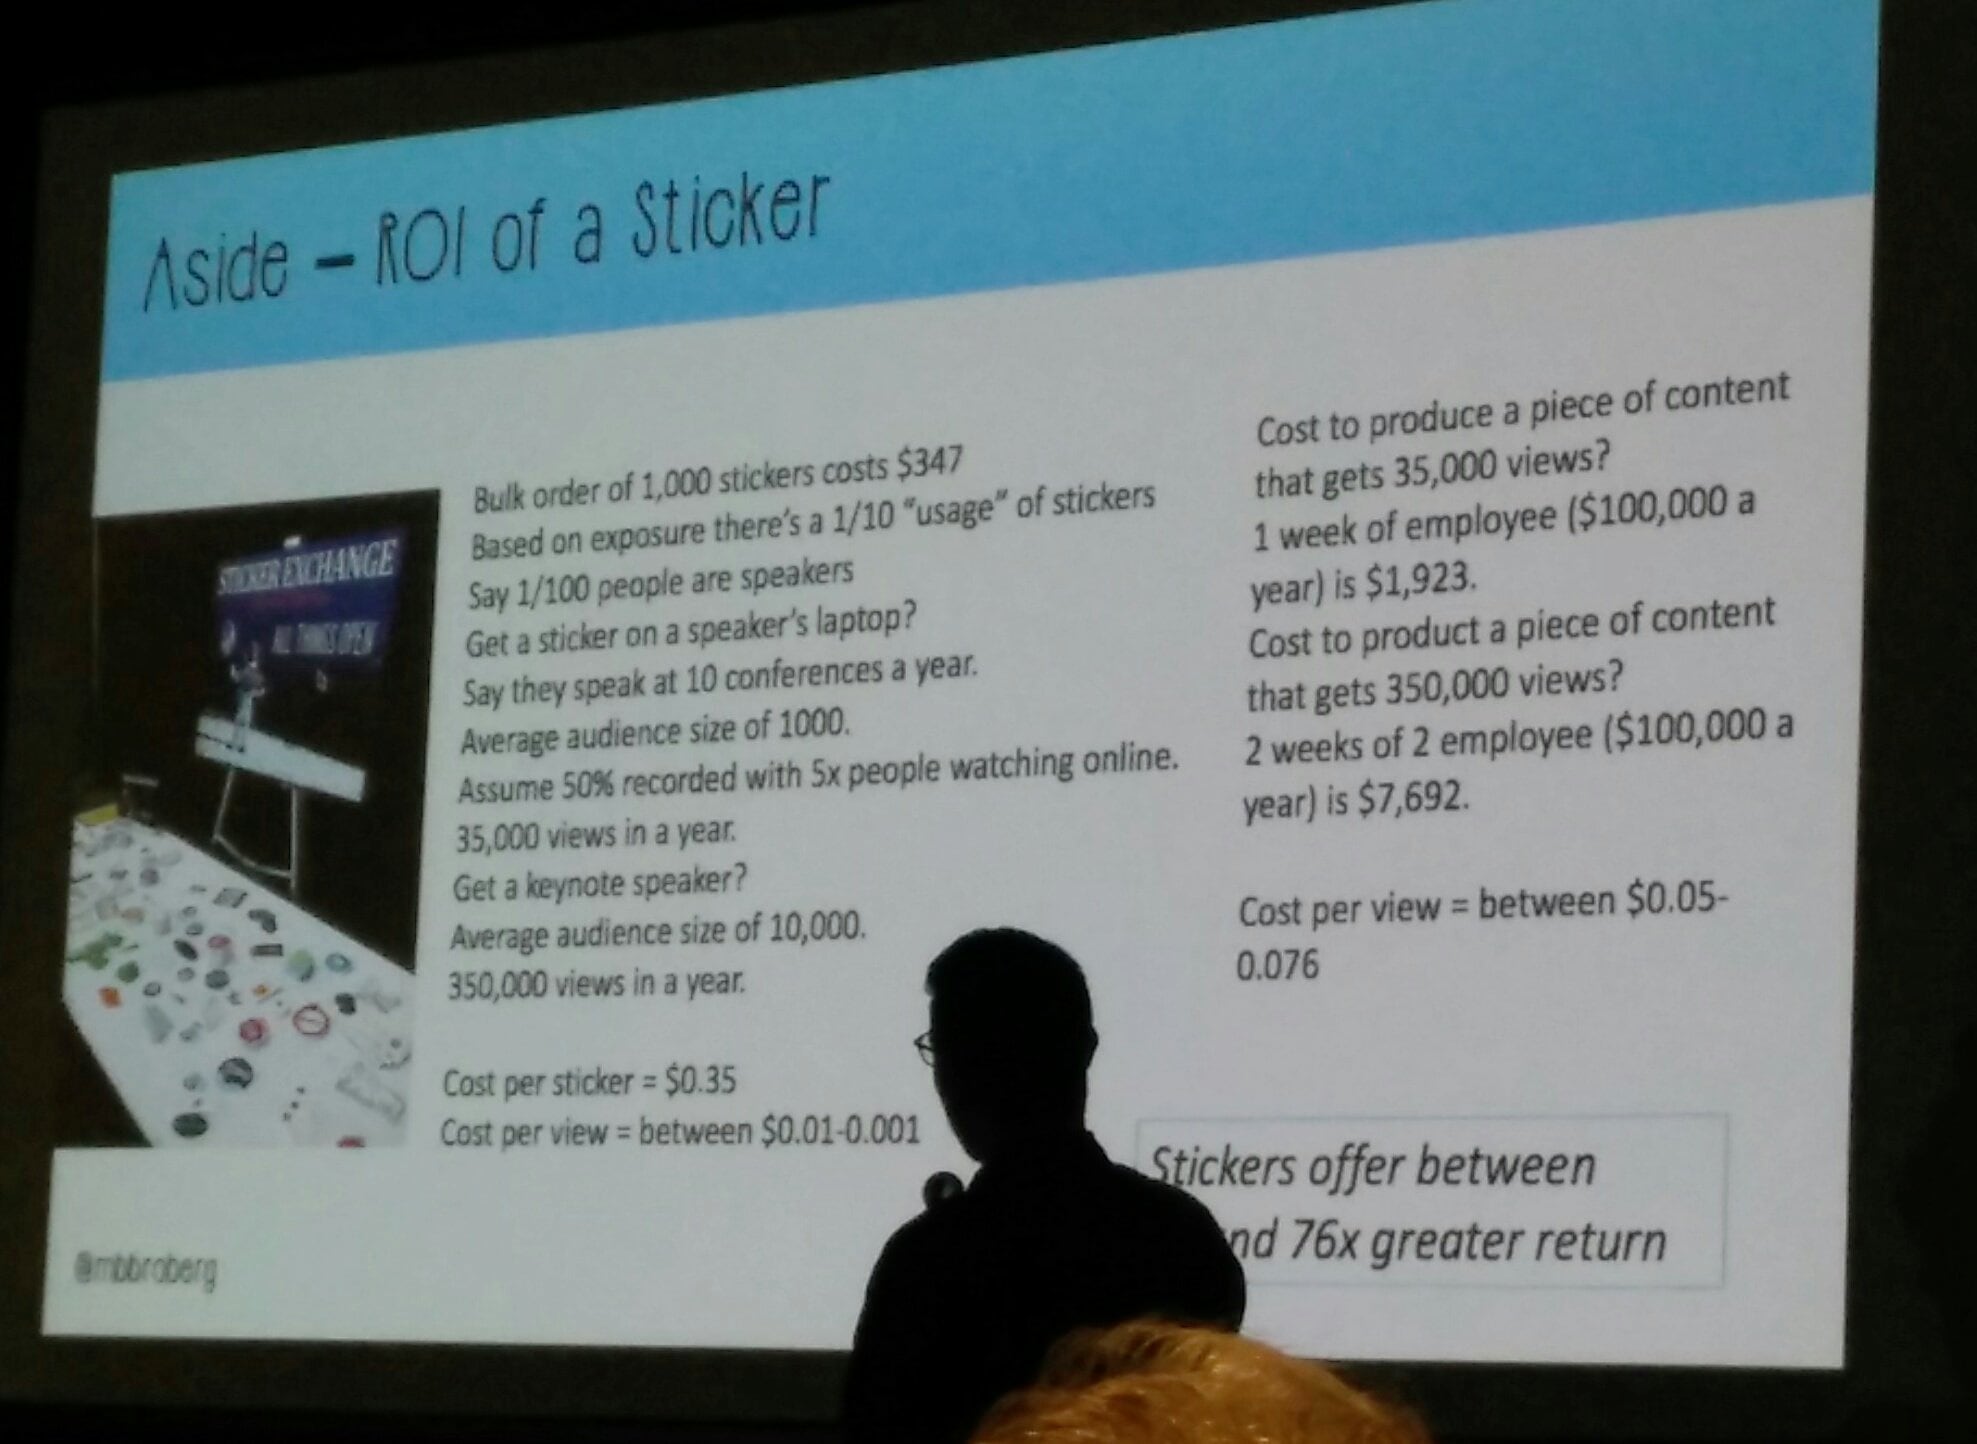 Aside – ROI of a Sticker
STICKER EXCHANGE
ALL THINGS OPEN
Bulk order of 1,000 stickers costs $347
Based on exposure there's a 1/10 “usage” of stickers
Say 1/100 people are speakers
Get a sticker on a speaker's laptop?
Say they speak at 10 conferences a year.
Average audience size of 1000.
Assume 50% recorded with 5x people watching online.
35,000 views in a year.
Get a keynote speaker?
Average audience size of 10,000.
350,000 views in a year.
Cost per sticker = $0.35
Cost per view = between $0.01-0.001
Cost to produce a piece of content
that gets 35,000 views?
1 week of employee ($100,000 a
year) is $1,923.
Cost to product a piece of content
that gets 350,000 views?
2 weeks of 2 employee ($100,000 a
year) is $7,692.
Cost per view = between $0.05-
0.076
Stickers offer between
nd 76x greater return
@mbbroberg